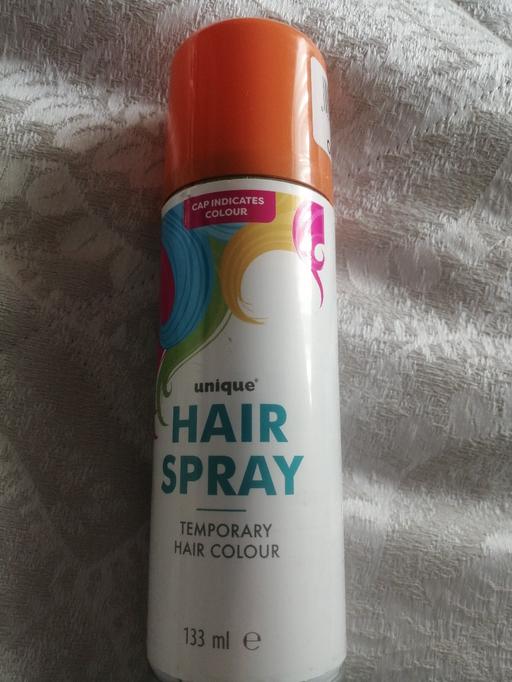 CAP INDICATES
COLOUR
unique®
HAIR
SPRAY
TEMPORARY
HAIR COLOUR
133 ml ℮